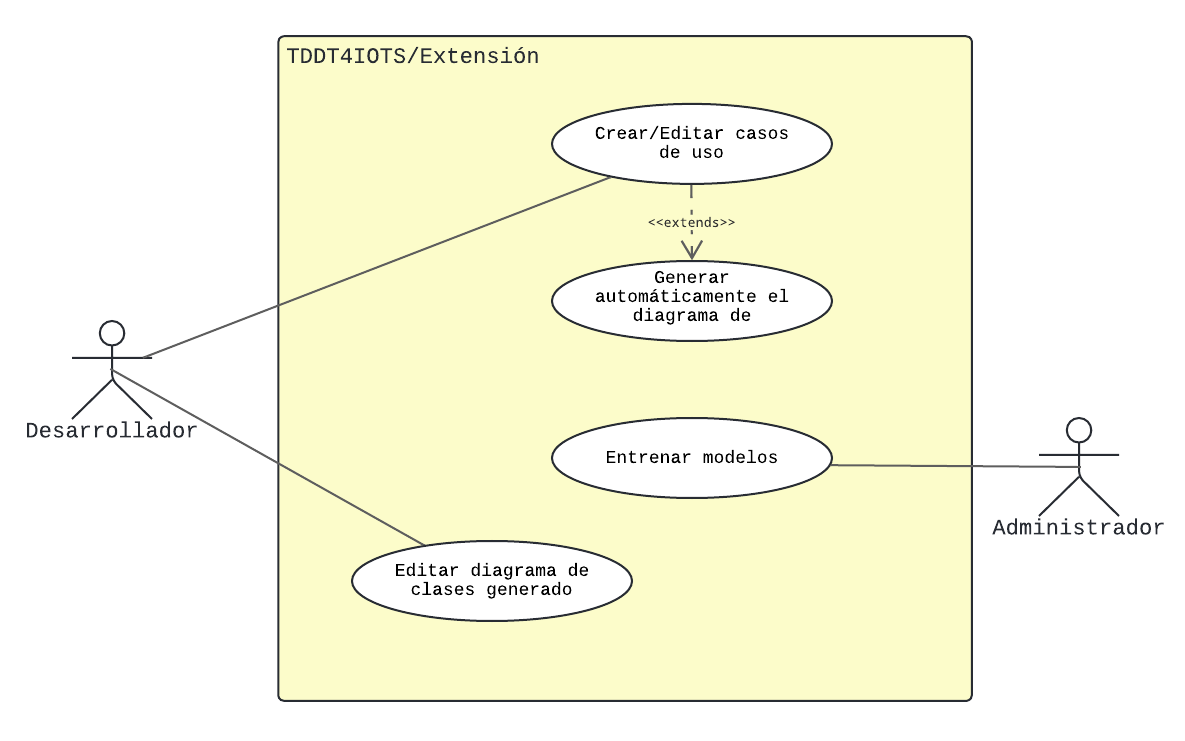 TDDT4IOTS/Extensión
Crear/Editar casos
de uso
<<extends>>
Generar
automáticamente el
diagrama de
Desarrollador
Entrenar modelos
Administrador
Editar diagrama de
clases generado